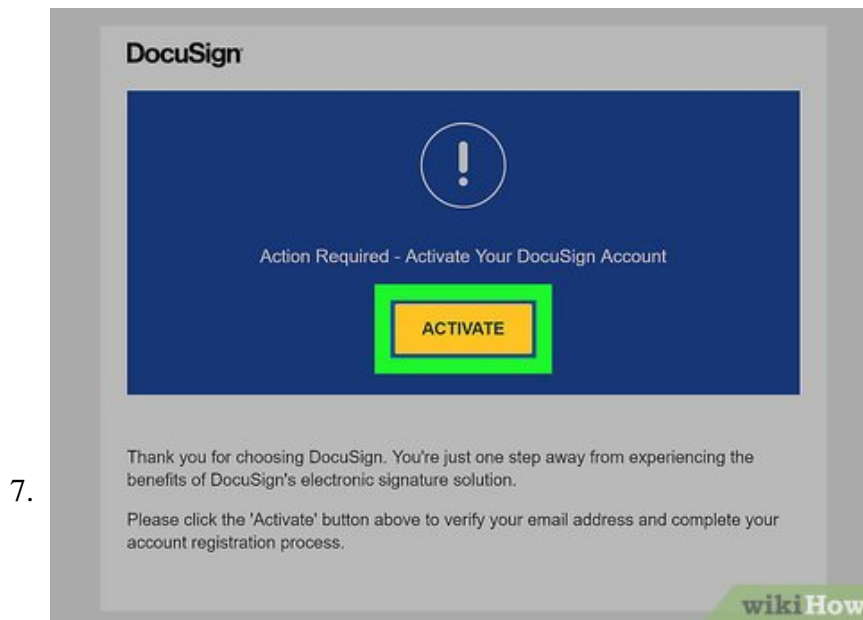 DocuSign
!
Action Required - Activate Your DocuSign Account
ACTIVATE
Thank you for choosing DocuSign. You're just one step away from experiencing the
benefits of DocuSign's electronic signature solution.
7.
Please click the 'Activate' button above to verify your email address and complete your
account registration process.
wikiHow